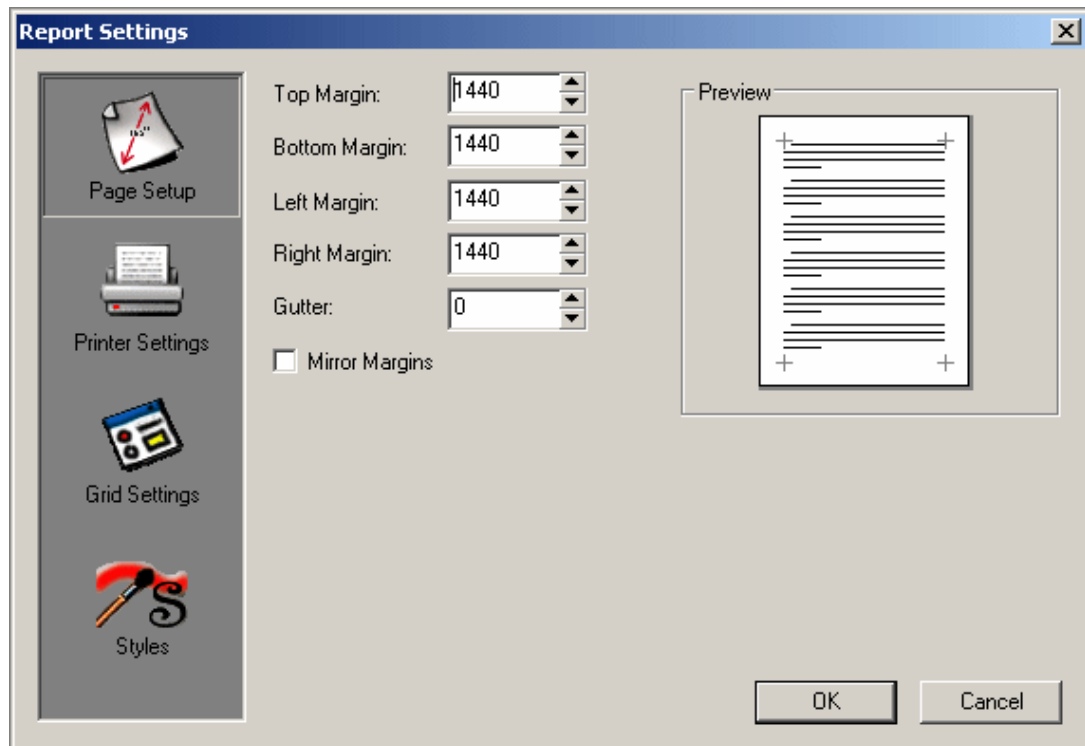 Report Settings
Page Setup
Printer Settings
Grid Settings
Styles
Top Margin: 1440
Bottom Margin: 1440
Left Margin: 1440
Right Margin: 1440
Gutter: 0
Mirror Margins
Preview
OK
Cancel